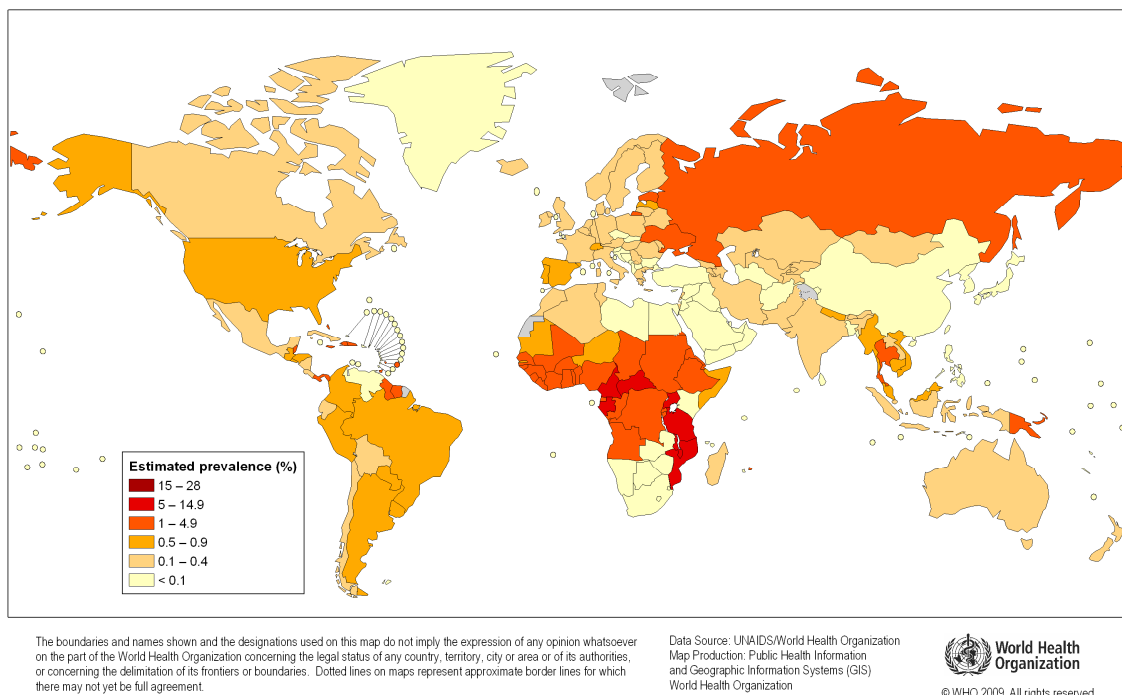 Estimated prevalence (%)
15 – 28
5 – 14.9
1 – 4.9
0.5 – 0.9
0.1 – 0.4
< 0.1
The boundaries and names shown and the designations used on this map do not imply the expression of any opinion whatsoever
on the part of the World Health Organization concerning the legal status of any country, territory, city or area or of its authorities,
or concerning the delimitation of its frontiers or boundaries. Dotted lines on maps represent approximate border lines for which
there may not yet be full agreement.
Data Source: UNAIDS/World Health Organization
Map Production: Public Health Information
and Geographic Information Systems (GIS)
World Health Organization
World Health
Organization
© WHO 2009. All rights reserved